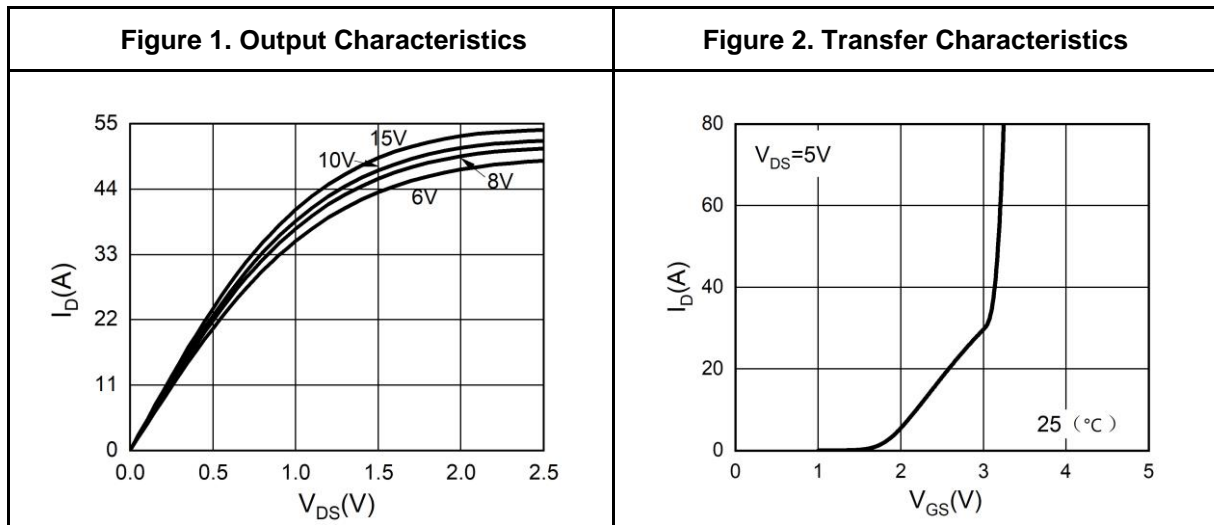 Figure 1. Output Characteristics
55
44
33
22
11
0
I_D(A)
15V
10V
8V
6V
0.0 0.5 1.0 1.5 2.0 2.5
V_DS(V)
Figure 2. Transfer Characteristics
80
60
40
20
0
I_D(A)
V_DS=5V
25 (°C)
0 1 2 3 4 5
V_GS(V)